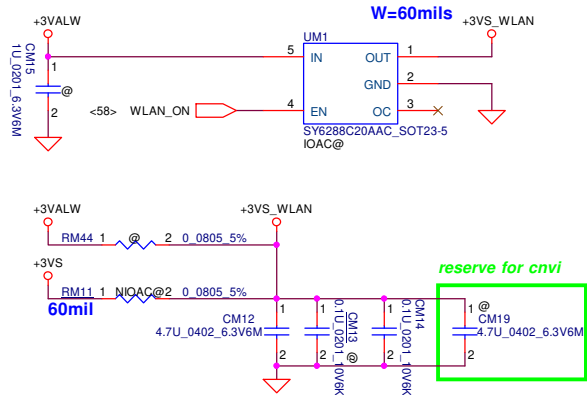 W=60mils
+3VALW
UM1
+3VS_WLAN
CM15
1U_0201_6.3V6M
1
@
2
5
IN
OUT
1
GND
2
<58>
WLAN_ON
4
EN
OC
3
SY6288C20AAC_SOT23-5
IOAC@
+3VALW
+3VS_WLAN
RM44
1
@
2
0_0805_5%
+3VS
RM11
1
NIOAC@
2
0_0805_5%
60mil
reserve for cnvi
CM12
4.7U_0402_6.3V6M
1
2
1
2
CM13
0.1U_0201_10V6K
@
1
2
CM14
0.1U_0201_10V6K
1
@
CM19
4.7U_0402_6.3V6M
2